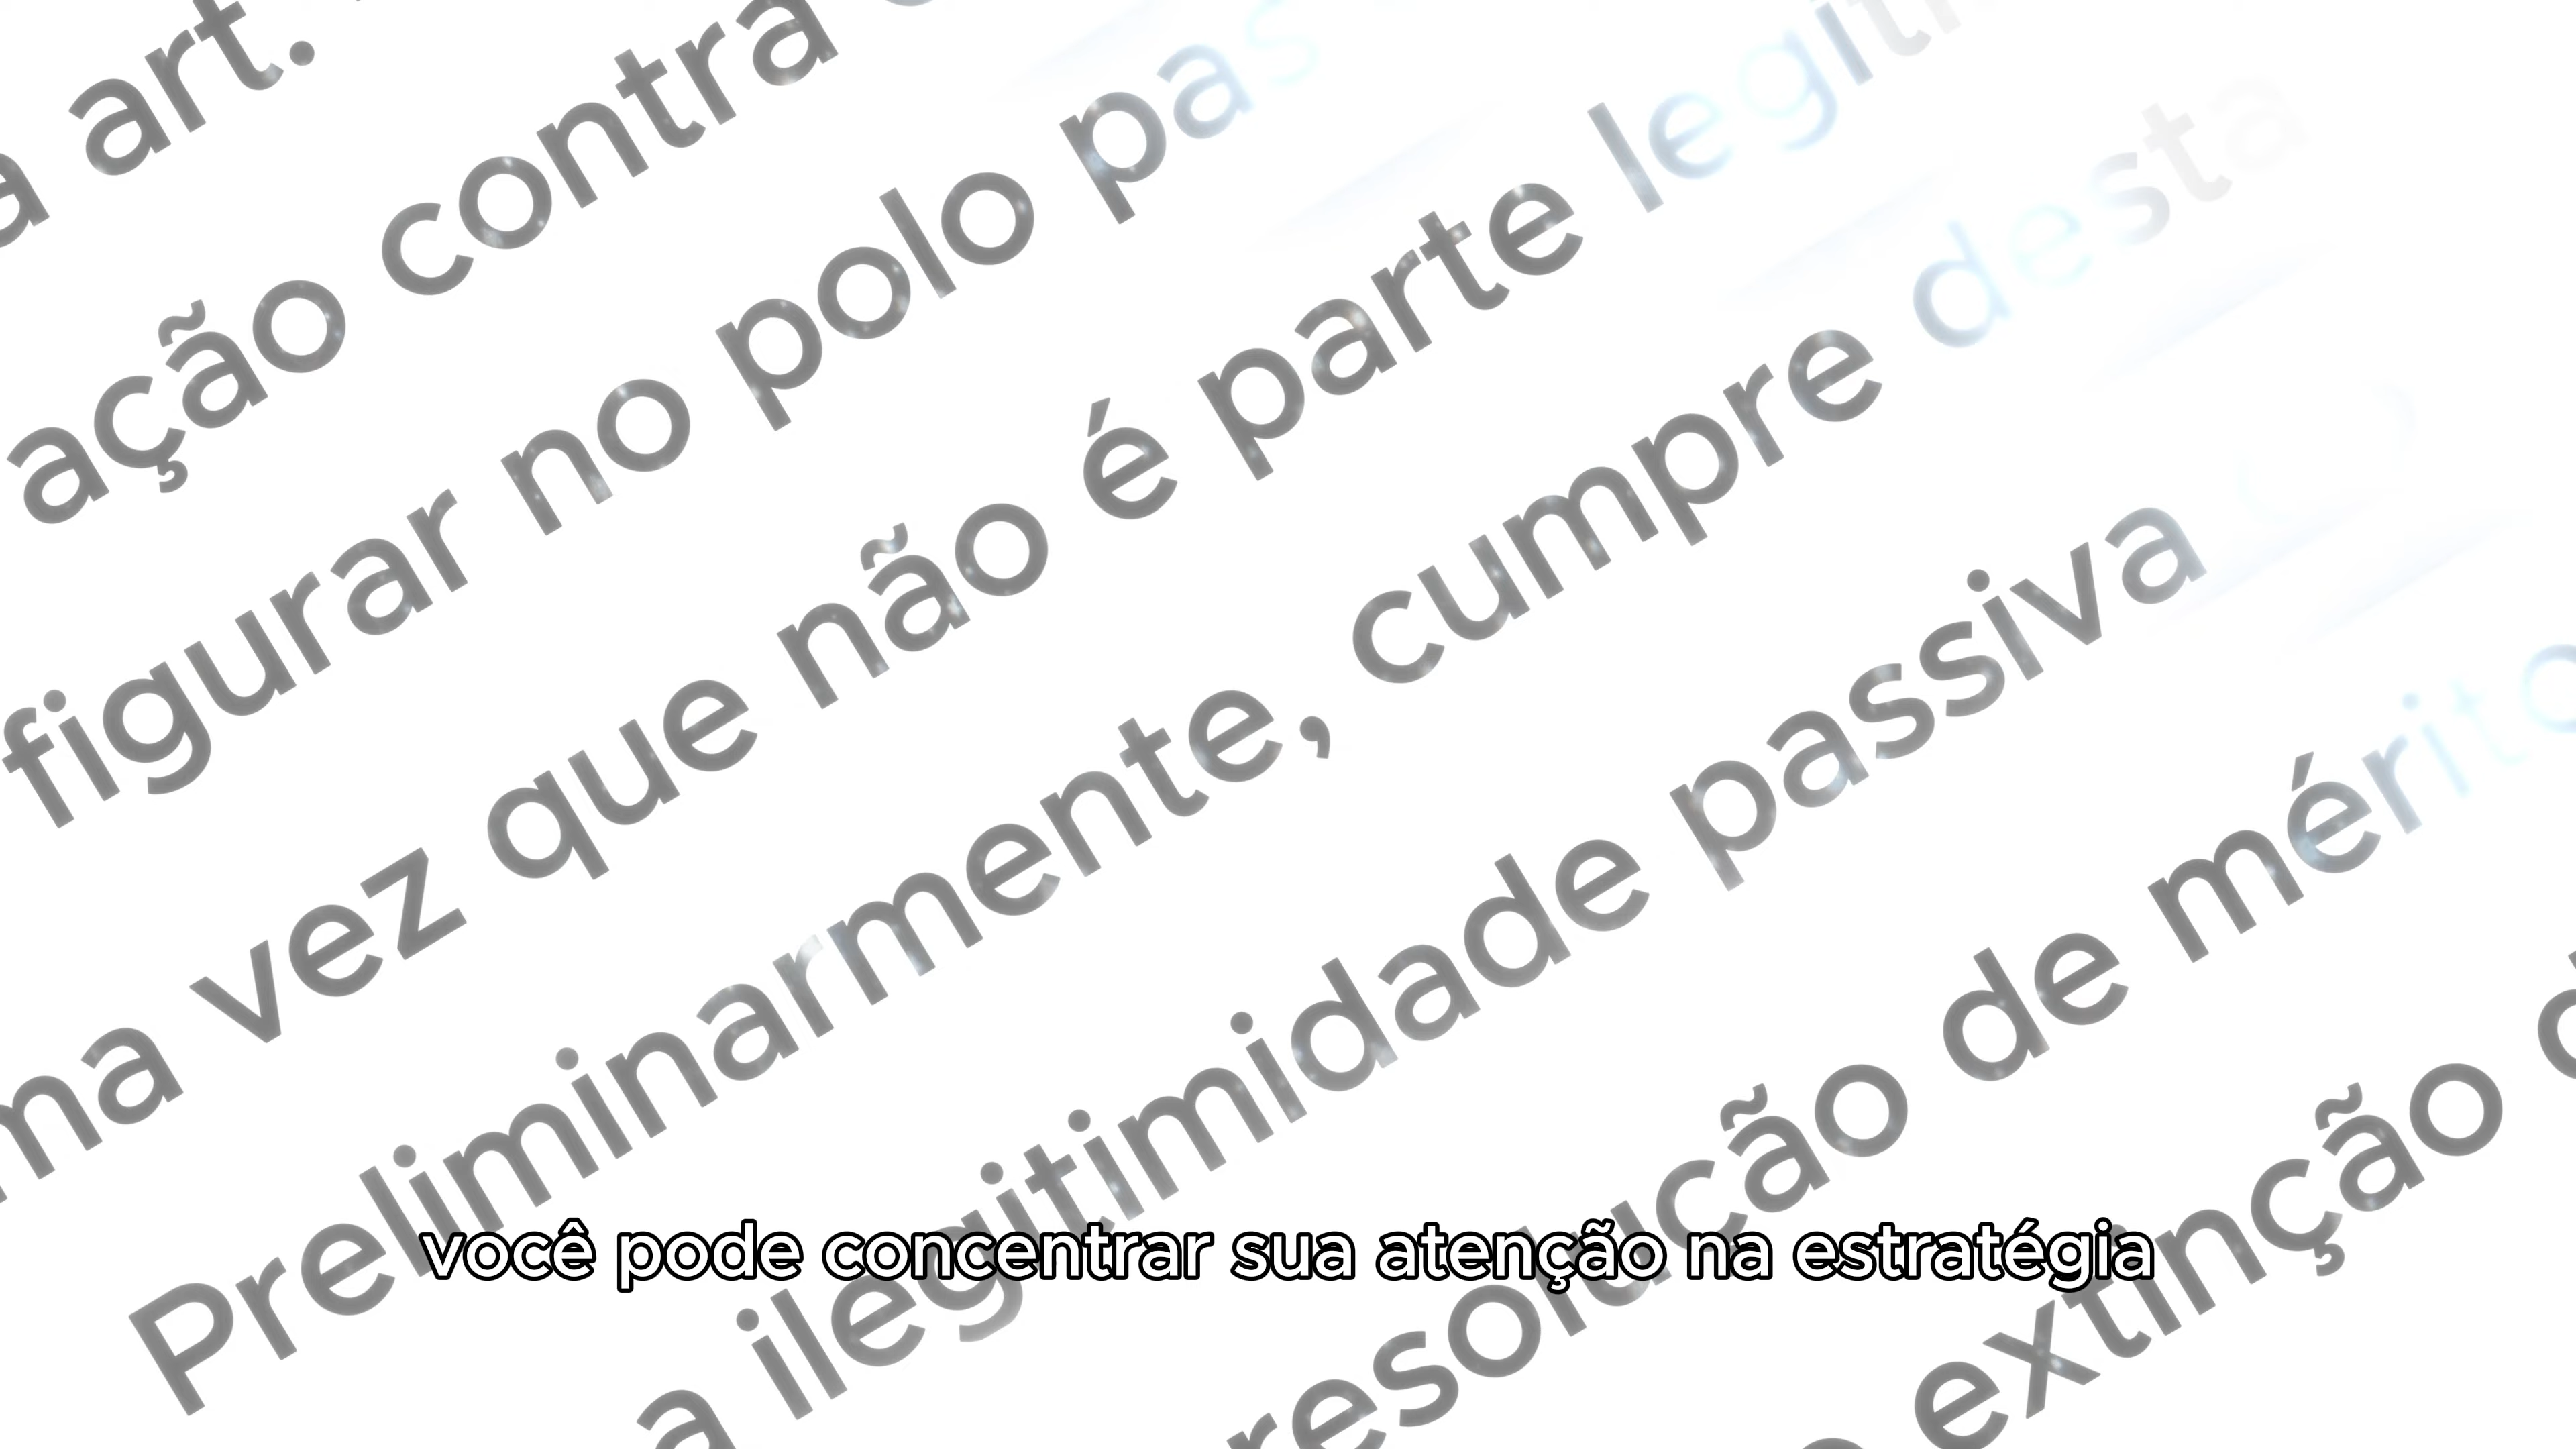 a art.
ação contra
figurar no polo pas
ma vez que não é parte legiti
Preliminarmente, cumpre desta
a ilegitimidade passiva
resolução de mérito
extinção
você pode concentrar sua atenção na estratégia